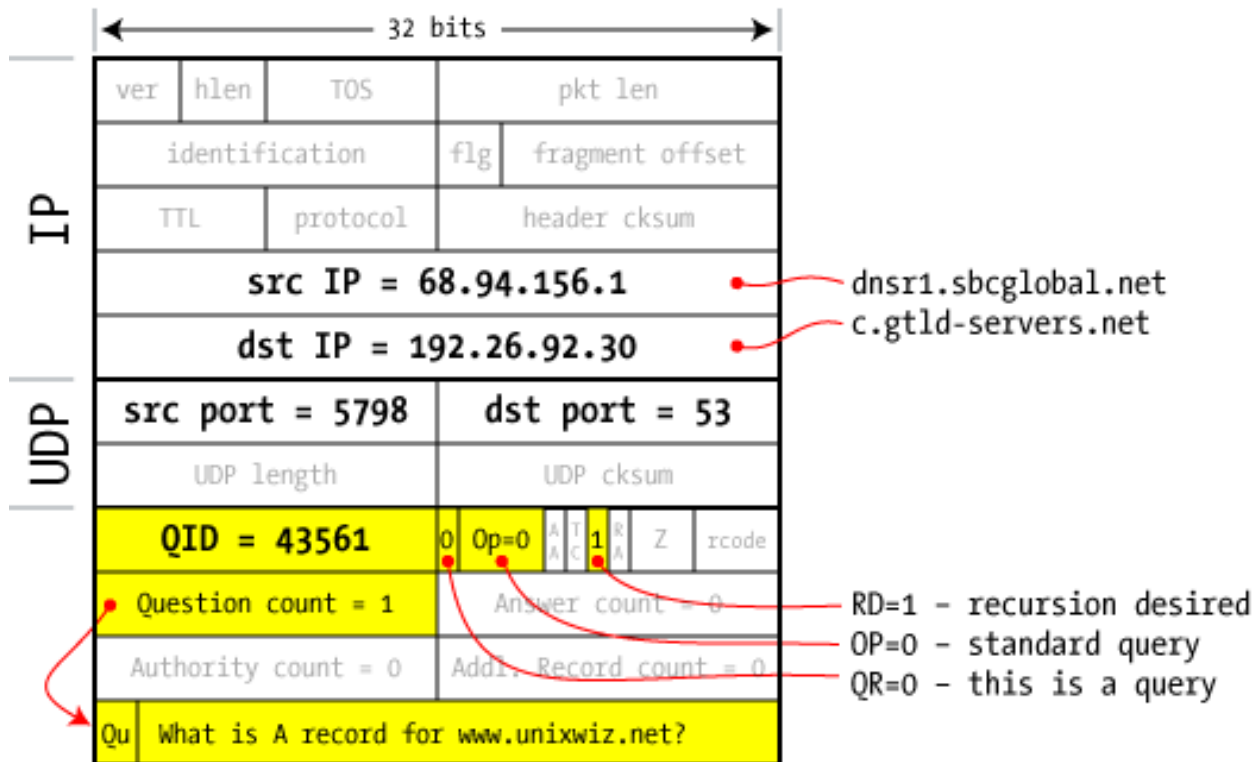 32 bits
IP
ver hlen TOS pkt len
identification flg fragment offset
TTL protocol header cksum
src IP = 68.94.156.1
dnsr1.sbcglobal.net
dst IP = 192.26.92.30
c.gtld-servers.net
UDP
src port = 5798 dst port = 53
UDP length UDP cksum
QID = 43561 0 Op=0 AA TC 1 RA Z rcode
Question count = 1 Answer count = 0
RD=1 – recursion desired
OP=0 – standard query
Authority count = 0 Addl. Record count = 0
QR=0 – this is a query
Qu What is A record for www.unixwiz.net?